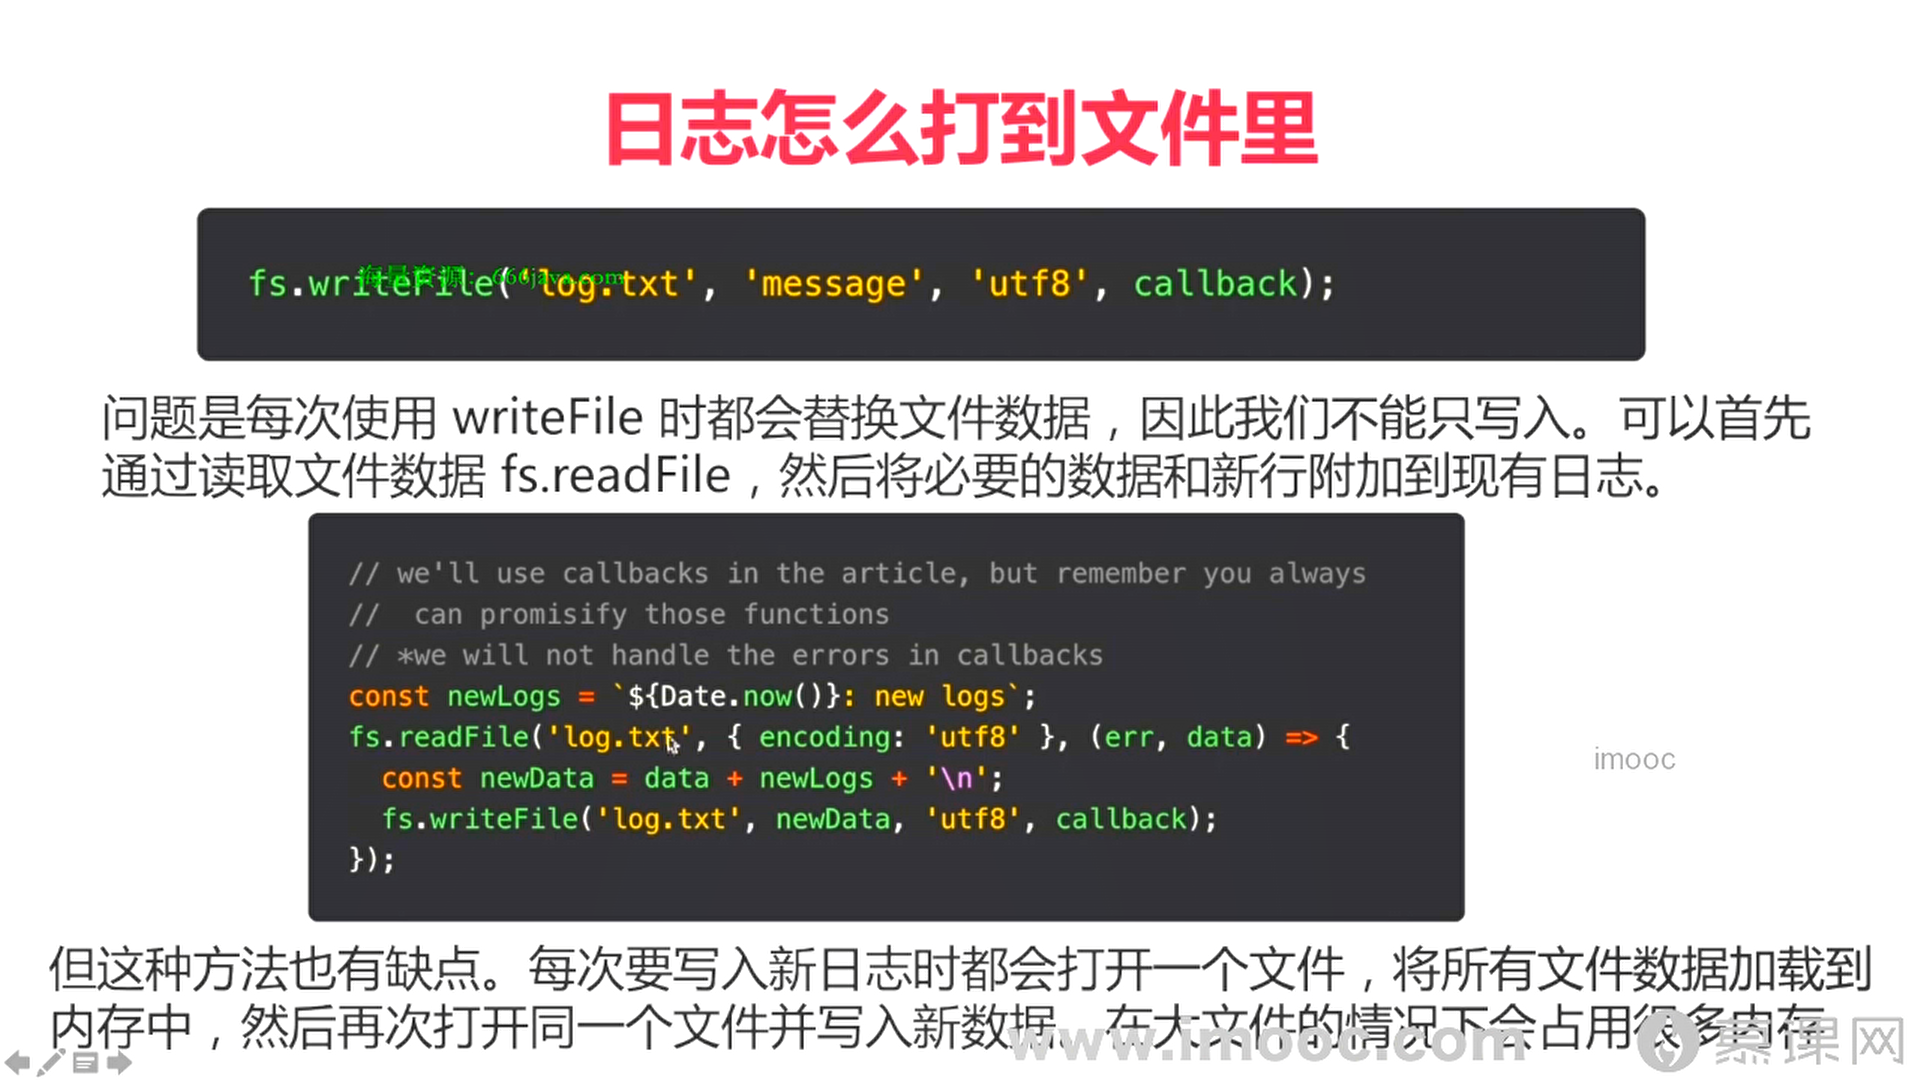 日志怎么打到文件里
fs.writeFile('log.txt', 'message', 'utf8', callback);
海量资源：666java.com
问题是每次使用 writeFile 时都会替换文件数据，因此我们不能只写入。可以首先
通过读取文件数据 fs.readFile，然后将必要的数据和新行附加到现有日志。
// we'll use callbacks in the article, but remember you always
//  can promisify those functions
// *we will not handle the errors in callbacks
const newLogs = `${Date.now()}: new logs`;
fs.readFile('log.txt', { encoding: 'utf8' }, (err, data) => {
  const newData = data + newLogs + '\n';
  fs.writeFile('log.txt', newData, 'utf8', callback);
});
imooc
但这种方法也有缺点。每次要写入新日志时都会打开一个文件，将所有文件数据加载到
内存中，然后再次打开同一个文件并写入新数据。在大文件的情况下会占用很多内存
www.imooc.com
慕课网